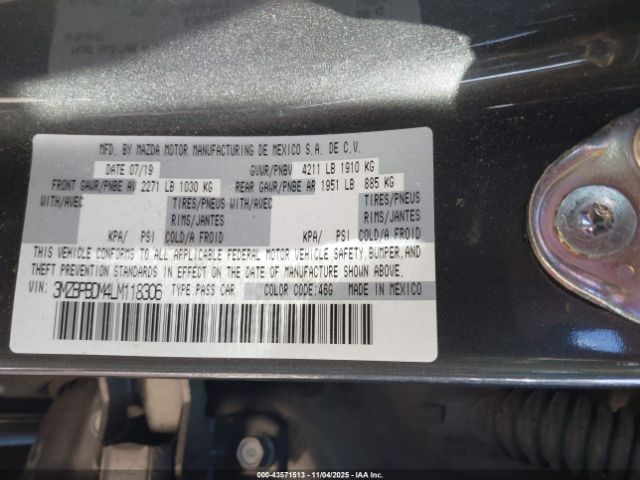 MFD. BY MAZDA MOTOR MANUFACTURING DE MEXICO S.A. DE C.V.
DATE 07/19 GVWR/PNBV 4211 LB 1910 KG
FRONT GAWR/PNBE AV 2271 LB 1030 KG REAR GAWR/PNBE AR 1951 LB 885 KG
WITH/AVEC TIRES/PNEUS WITH/AVEC TIRES/PNEUS
RIMS/JANTES RIMS/JANTES
KPA/ PSI COLD/A FROID KPA/ PSI COLD/A FROID
THIS VEHICLE CONFORMS TO ALL APPLICABLE FEDERAL MOTOR VEHICLE SAFETY, BUMPER, AND
THEFT PREVENTION STANDARDS IN EFFECT ON THE DATE OF MANUFACTURE SHOWN ABOVE.
VIN: 3MZBPBDM4LM118306 TYPE:PASS CAR COLOR CODE:46G MADE IN MEXICO
000-43571513 - 11/04/2025 - IAA Inc.